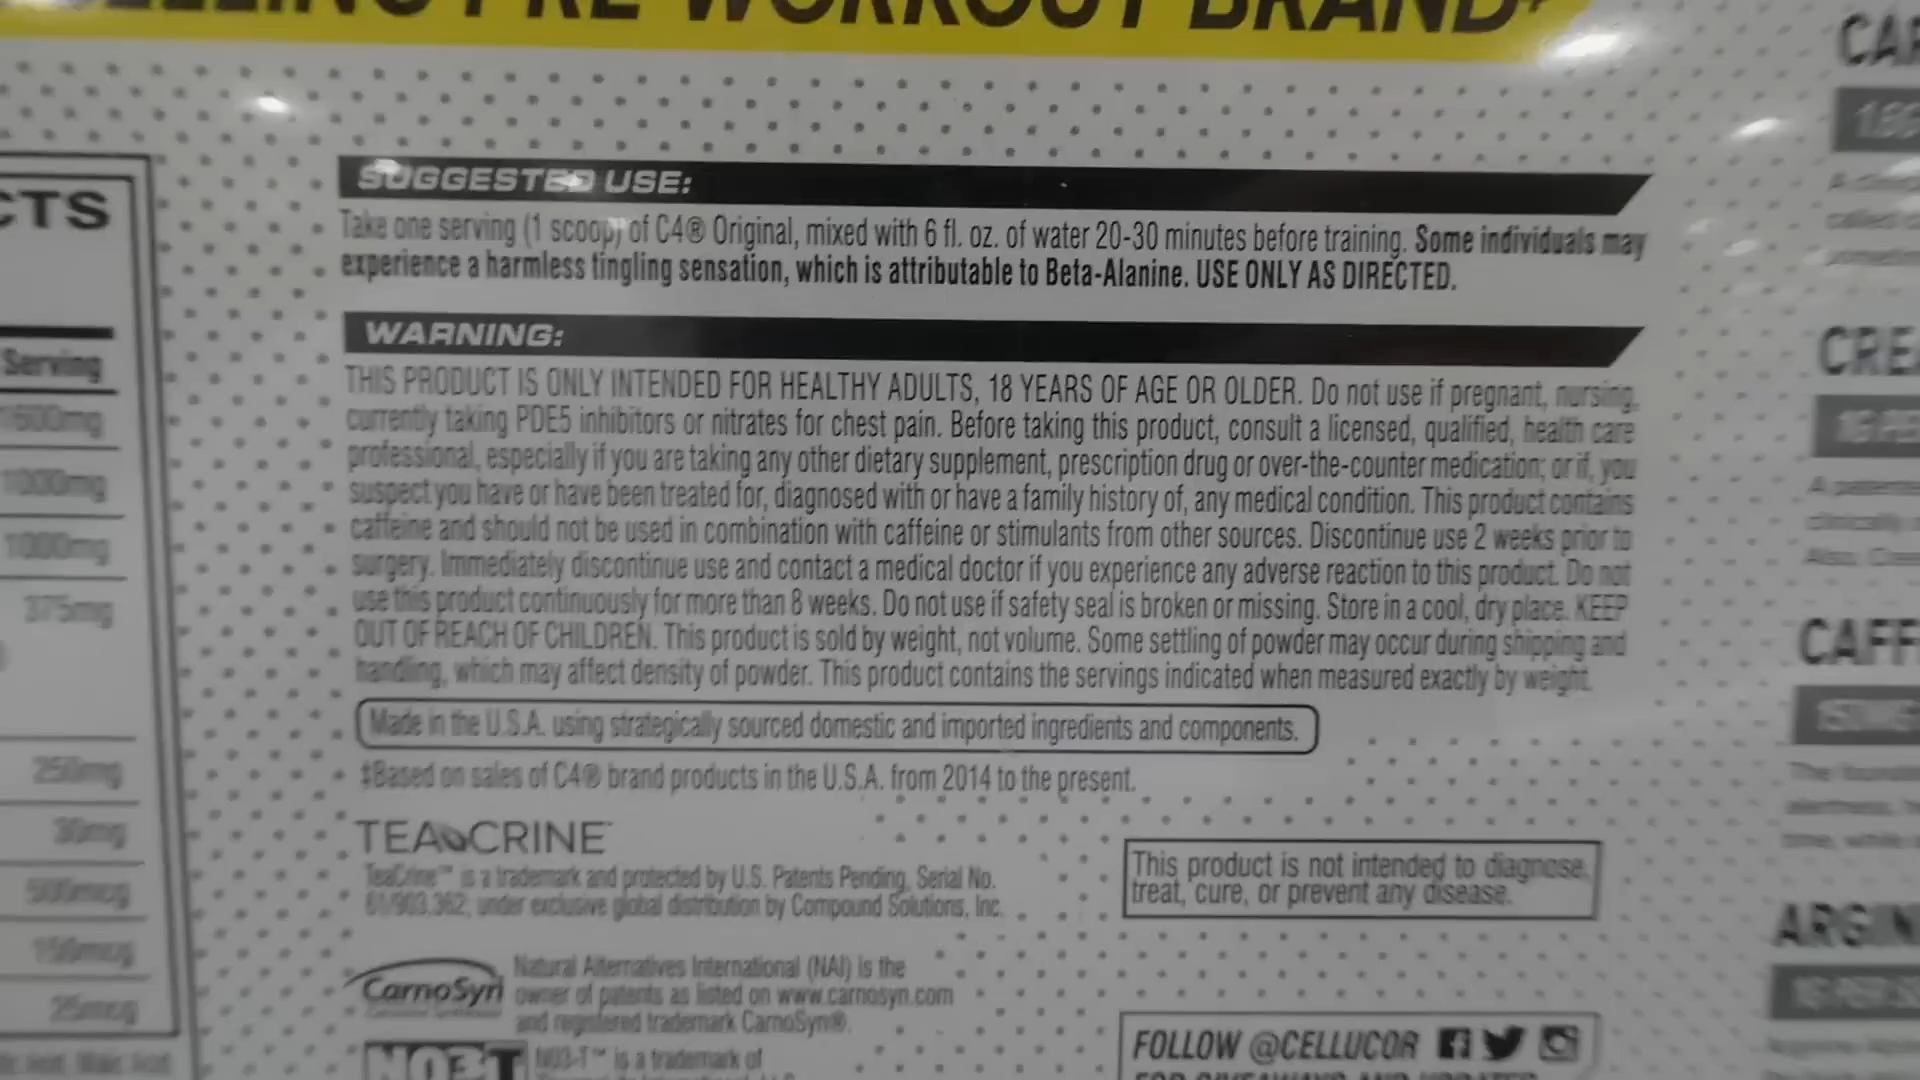 PRE WORKOUT BRAND
SUGGESTED USE:
Take one serving (1 scoop) of C4® Original, mixed with 6 fl. oz. of water 20-30 minutes before training. Some individuals may
experience a harmless tingling sensation, which is attributable to Beta-Alanine. USE ONLY AS DIRECTED.
WARNING:
THIS PRODUCT IS ONLY INTENDED FOR HEALTHY ADULTS, 18 YEARS OF AGE OR OLDER. Do not use if pregnant, nursing,
currently taking PDE5 inhibitors or nitrates for chest pain. Before taking this product, consult a licensed, qualified, health care
professional, especially if you are taking any other dietary supplement, prescription drug or over-the-counter medication; or if, you
suspect you have or have been treated for, diagnosed with or have a family history of, any medical condition. This product contains
caffeine and should not be used in combination with caffeine or stimulants from other sources. Discontinue use 2 weeks prior to
surgery. Immediately discontinue use and contact a medical doctor if you experience any adverse reaction to this product. Do not
use this product continuously for more than 8 weeks. Do not use if safety seal is broken or missing. Store in a cool, dry place. KEEP
OUT OF REACH OF CHILDREN. This product is sold by weight, not volume. Some settling of powder may occur during shipping and
handling, which may affect density of powder. This product contains the servings indicated when measured exactly by weight.
Made in the U.S.A. using strategically sourced domestic and imported ingredients and components.
‡Based on sales of C4® brand products in the U.S.A. from 2014 to the present.
TEACRINE
TeaCrine™ is a trademark and protected by U.S. Patents Pending, Serial No.
61/903,362, under exclusive global distribution by Compound Solutions, Inc.
This product is not intended to diagnose,
treat, cure, or prevent any disease.
CarnoSyn
Natural Alternatives International (NAI) is the
owner of patents as listed on www.carnosyn.com
and registered trademark CarnoSyn®.
NO3-T
NO3-T™ is a trademark of
FOLLOW @CELLUCOR
FOR GIVEAWAYS AND UPDATES
CTS
Serving
1600mg
1000mg
1000mg
375mg
250mg
30mg
500mcg
150mcg
25mcg